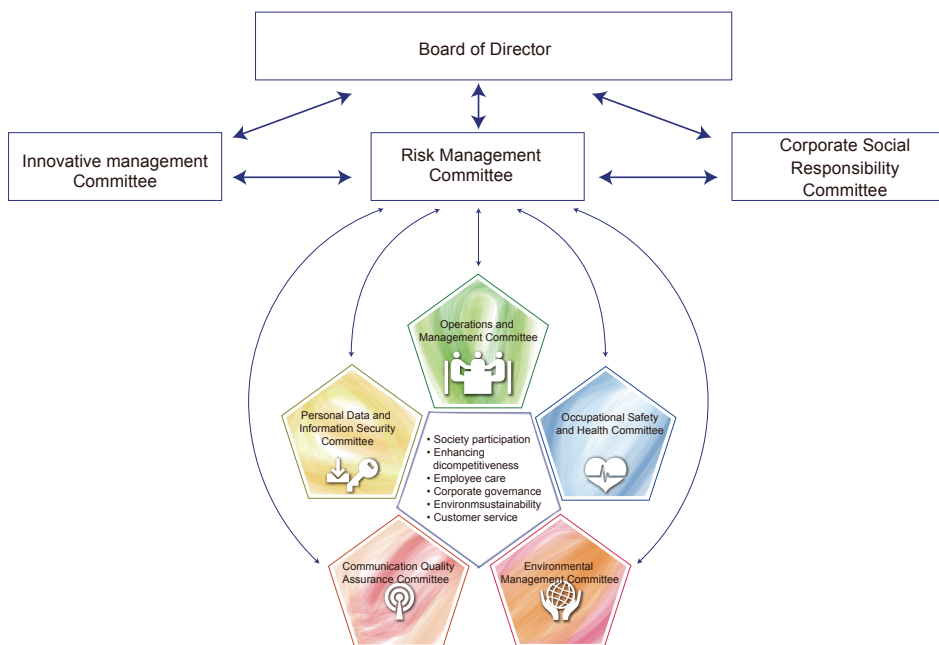 Board of Director
Innovative management
Committee
Risk Management
Committee
Corporate Social
Responsibility
Committee
Operations and
Management Committee
Personal Data and
Information Security
Committee
Occupational Safety
and Health Committee
• Society participation
• Enhancing
dicompetitiveness
• Employee care
• Corporate governance
• Environmsustainability
• Customer service
Communication Quality
Assurance Committee
Environmental
Management Committee